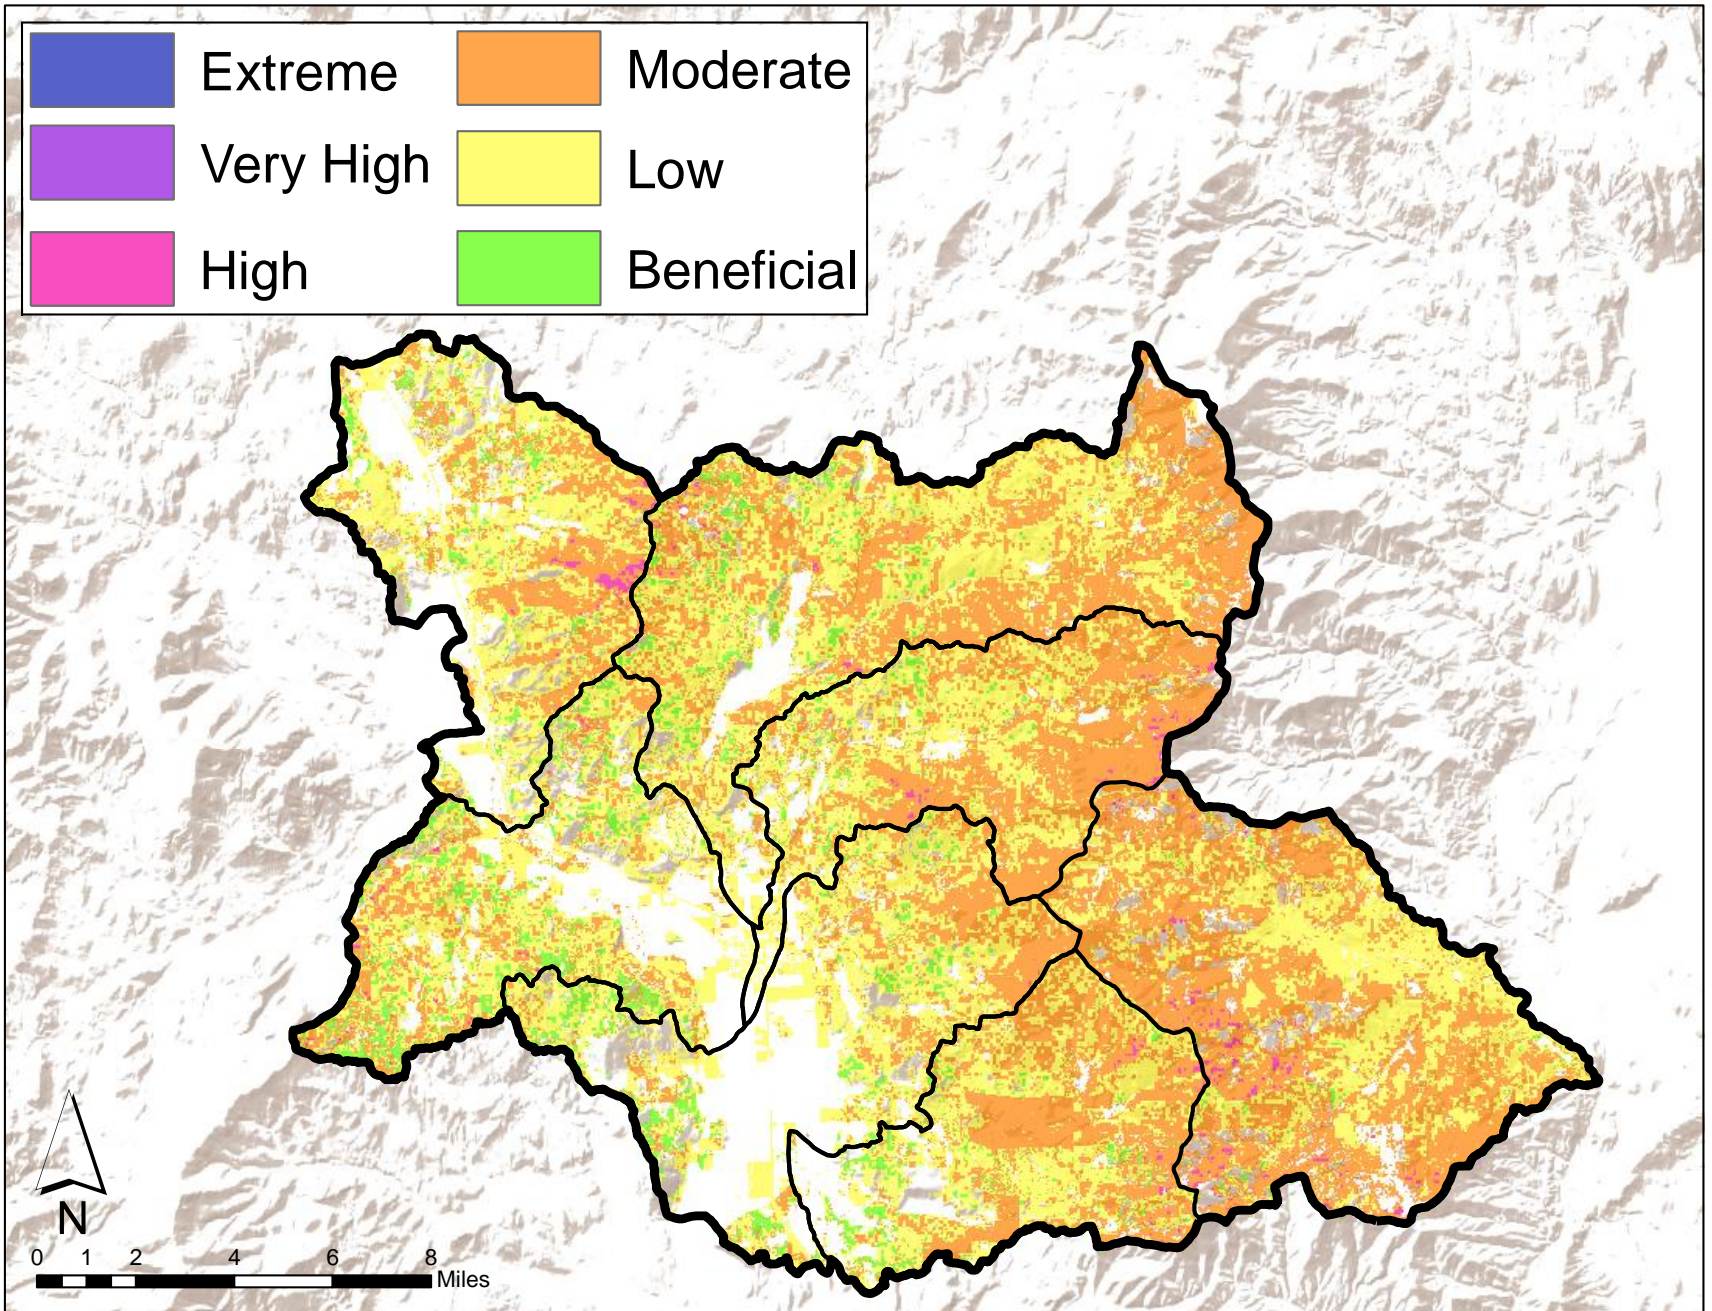 Extreme
Very High
High
Moderate
Low
Beneficial
N
0 1 2 4 6 8
Miles